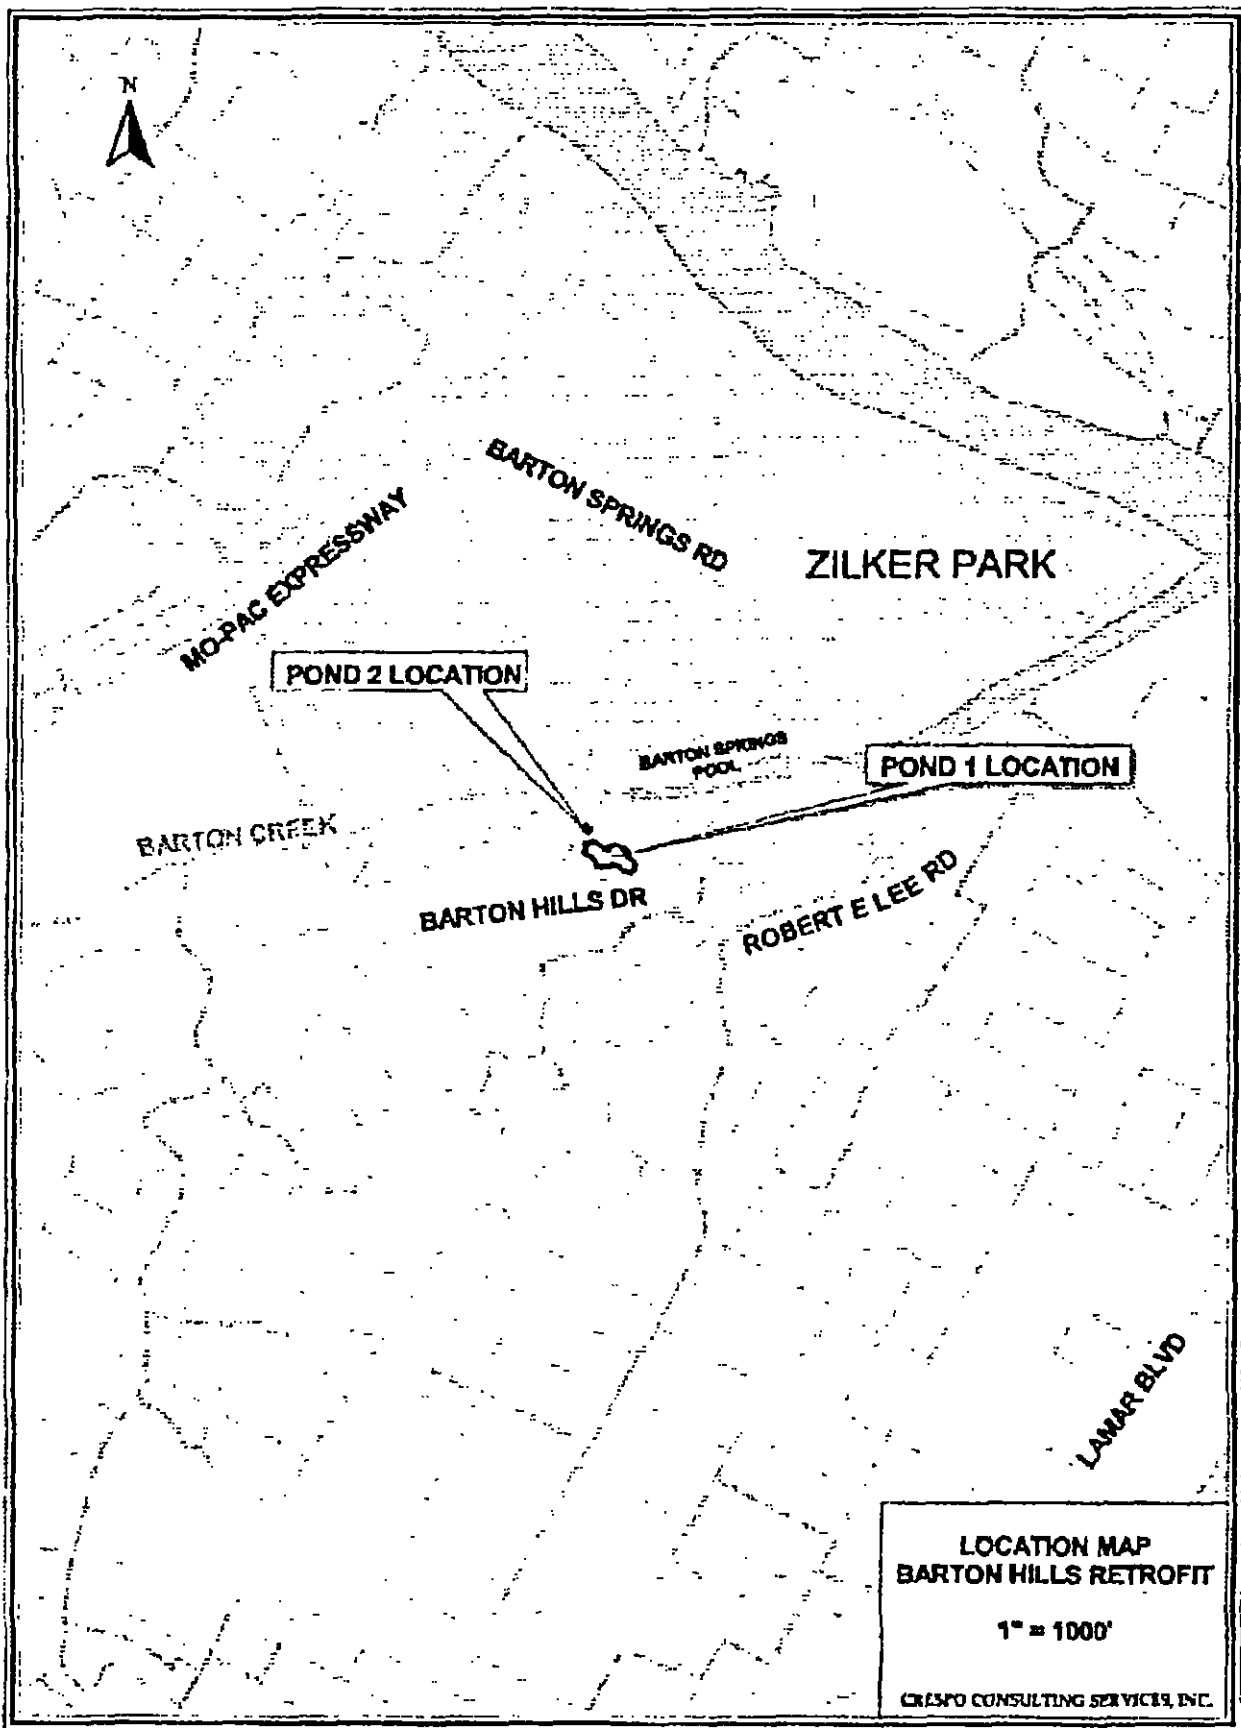 N
BARTON SPRINGS RD
MO-PAC EXPRESSWAY
ZILKER PARK
POND 2 LOCATION
BARTON SPRINGS
POOL
POND 1 LOCATION
BARTON CREEK
BARTON HILLS DR
ROBERT E LEE RD
LAMAR BLVD
LOCATION MAP
BARTON HILLS RETROFIT
1" = 1000'
CRESPO CONSULTING SERVICES, INC.